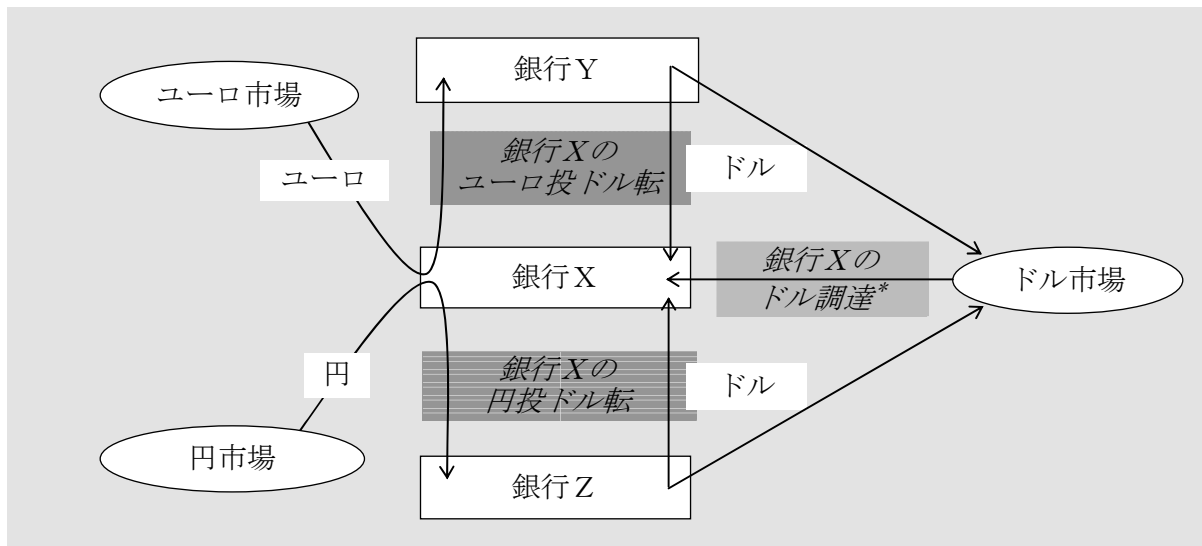 銀行Y
ユーロ市場
銀行Xの
ユーロ投ドル転
ユーロ
ドル
銀行X
銀行Xの
ドル調達*
ドル市場
円
銀行Xの
円投ドル転
ドル
円市場
銀行Z